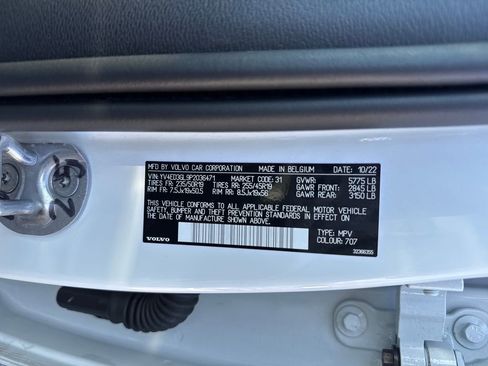 MFD BY VOLVO CAR CORPORATION MADE IN BELGIUM DATE: 10/22
VIN: YV4ED3GL9P2036471 MARKET CODE: 31 GVWR: 5775 LB
TIRES FR: 235/50R19 TIRES RR: 255/45R19 GAWR FR: 2845 LB
RIM FR: 7.5Jx19x50.5 RIM RR: 8.5Jx19x56 GAWR RR: 3150 LB
THIS VEHICLE CONFORMS TO ALL APPLICABLE FEDERAL MOTOR VEHICLE
SAFETY, BUMPER, AND THEFT PREVENTION STANDARDS IN EFFECT ON
THE DATE OF MANUFACTURE SHOWN ABOVE.
TYPE: MPV
COLOUR: 707
VOLVO
32366355